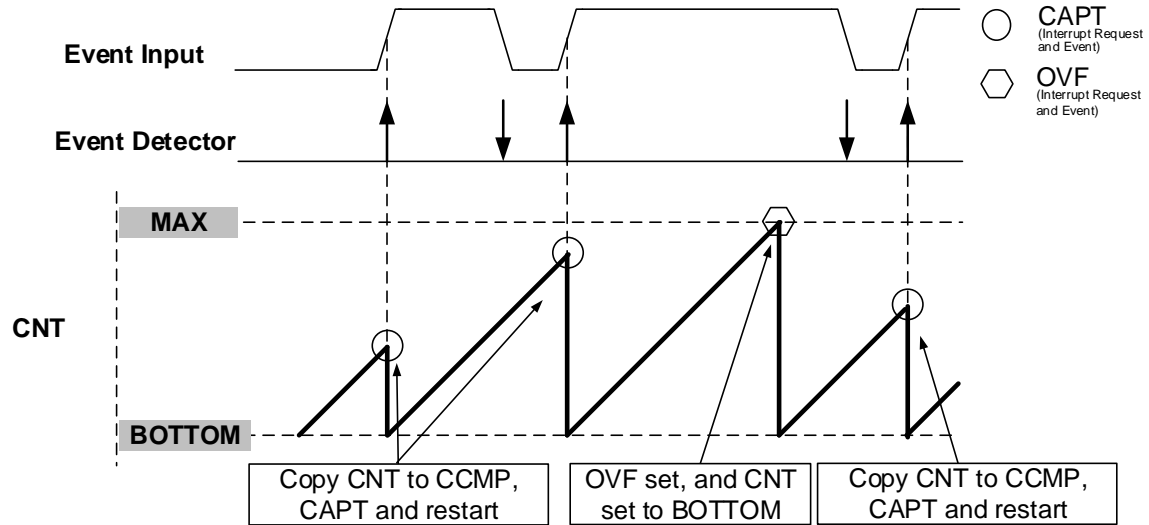 CAPT
(Interrupt Request
and Event)
OVF
(Interrupt Request
and Event)
Event Input
Event Detector
MAX
CNT
BOTTOM
Copy CNT to CCMP,
CAPT and restart
OVF set, and CNT
set to BOTTOM
Copy CNT to CCMP,
CAPT and restart